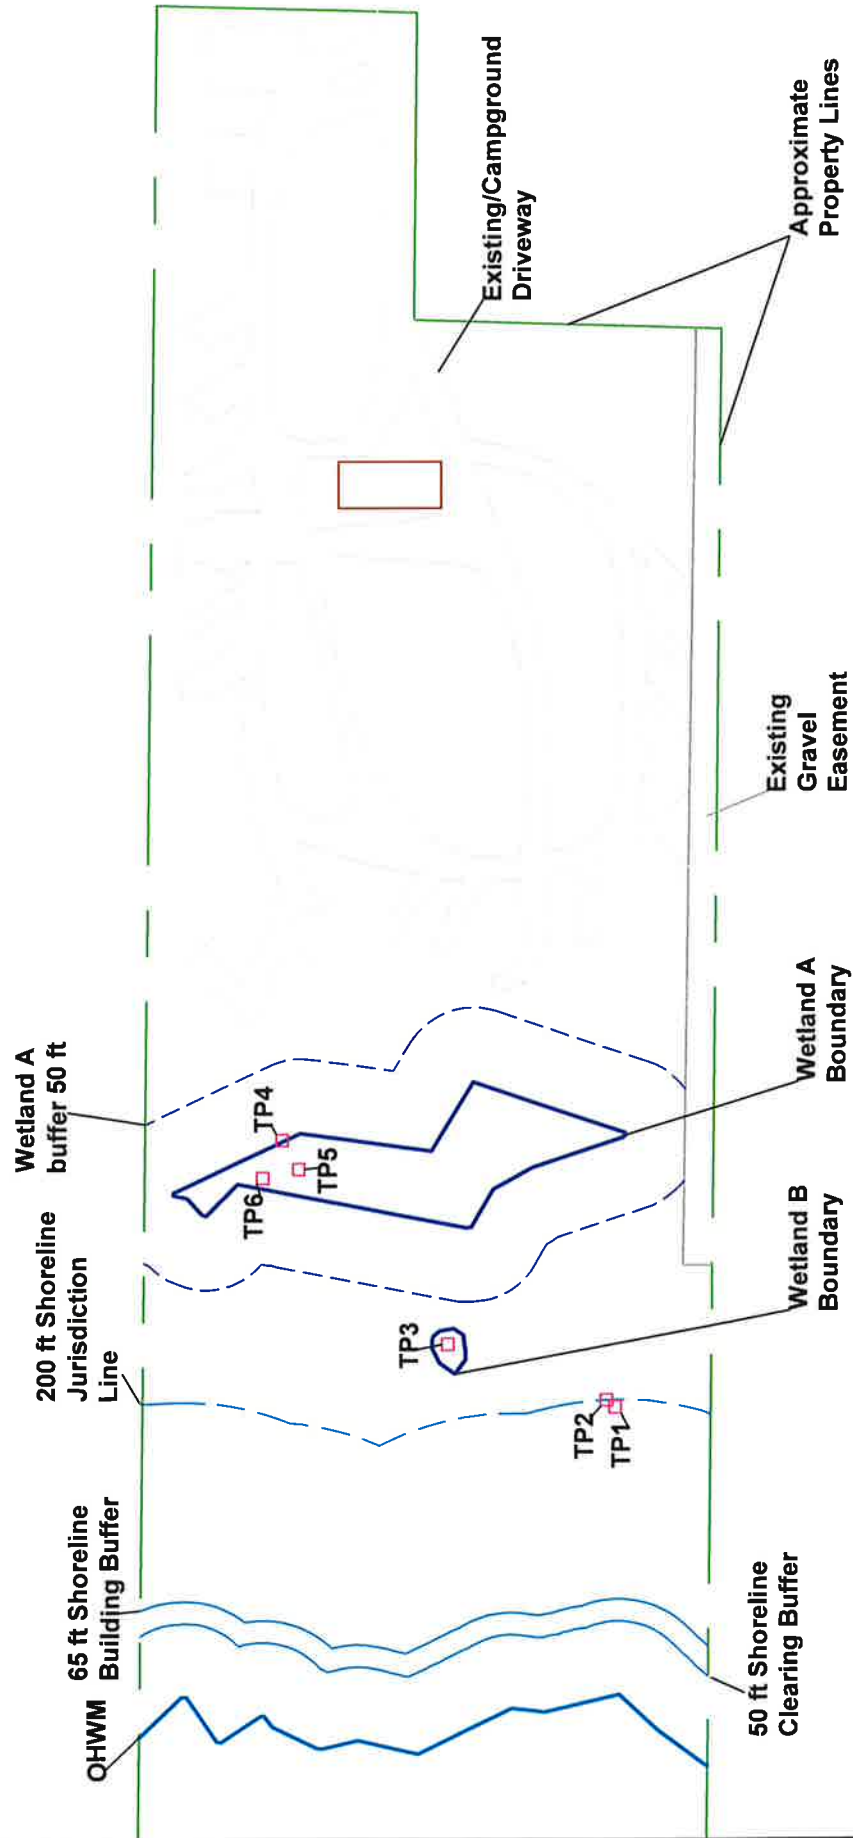 OHWM
65 ft Shoreline
Building Buffer
200 ft Shoreline
Jurisdiction
Line
Wetland A
buffer 50 ft
TP6
TP4
TP5
TP3
TP2
TP1
Existing/Campground
Driveway
50 ft Shoreline
Clearing Buffer
Wetland B
Boundary
Wetland A
Boundary
Existing
Gravel
Easement
Approximate
Property Lines